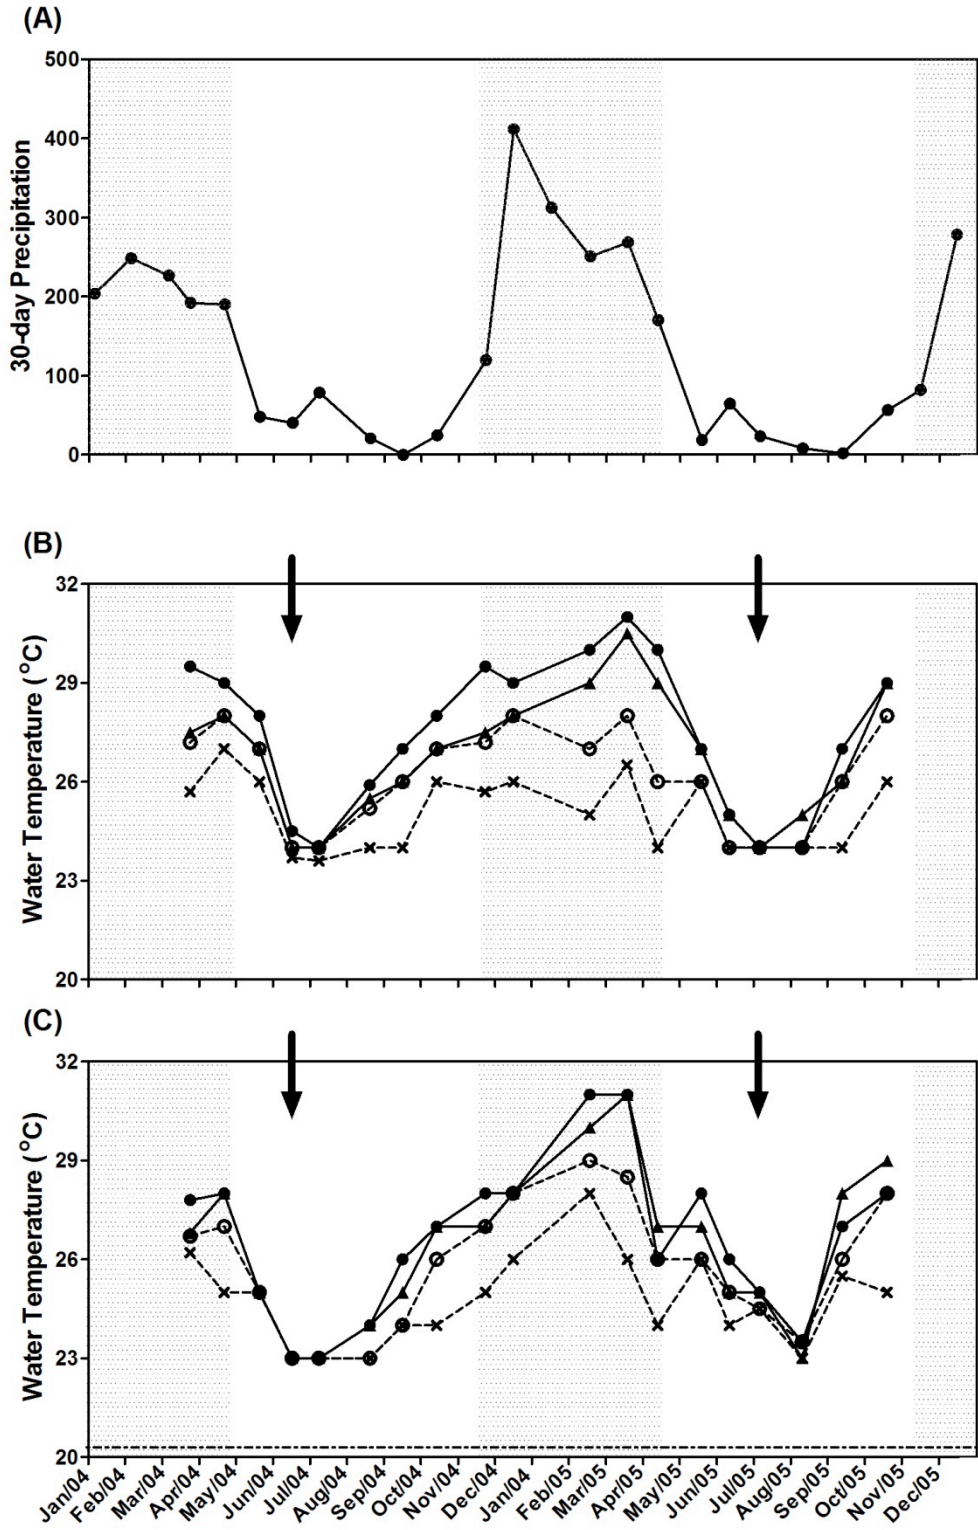 (A)
500
400
300
200
100
0
30-day Precipitation
(B)
32
29
26
23
20
Water Temperature (°C)
(C)
32
29
26
23
20
Water Temperature (°C)
Jan/04
Feb/04
Mar/04
Apr/04
May/04
Jun/04
Jul/04
Aug/04
Sep/04
Oct/04
Nov/04
Dec/04
Jan/04
Feb/05
Mar/05
Apr/05
May/05
Jun/05
Jul/05
Aug/05
Sep/05
Oct/05
Nov/05
Dec/05